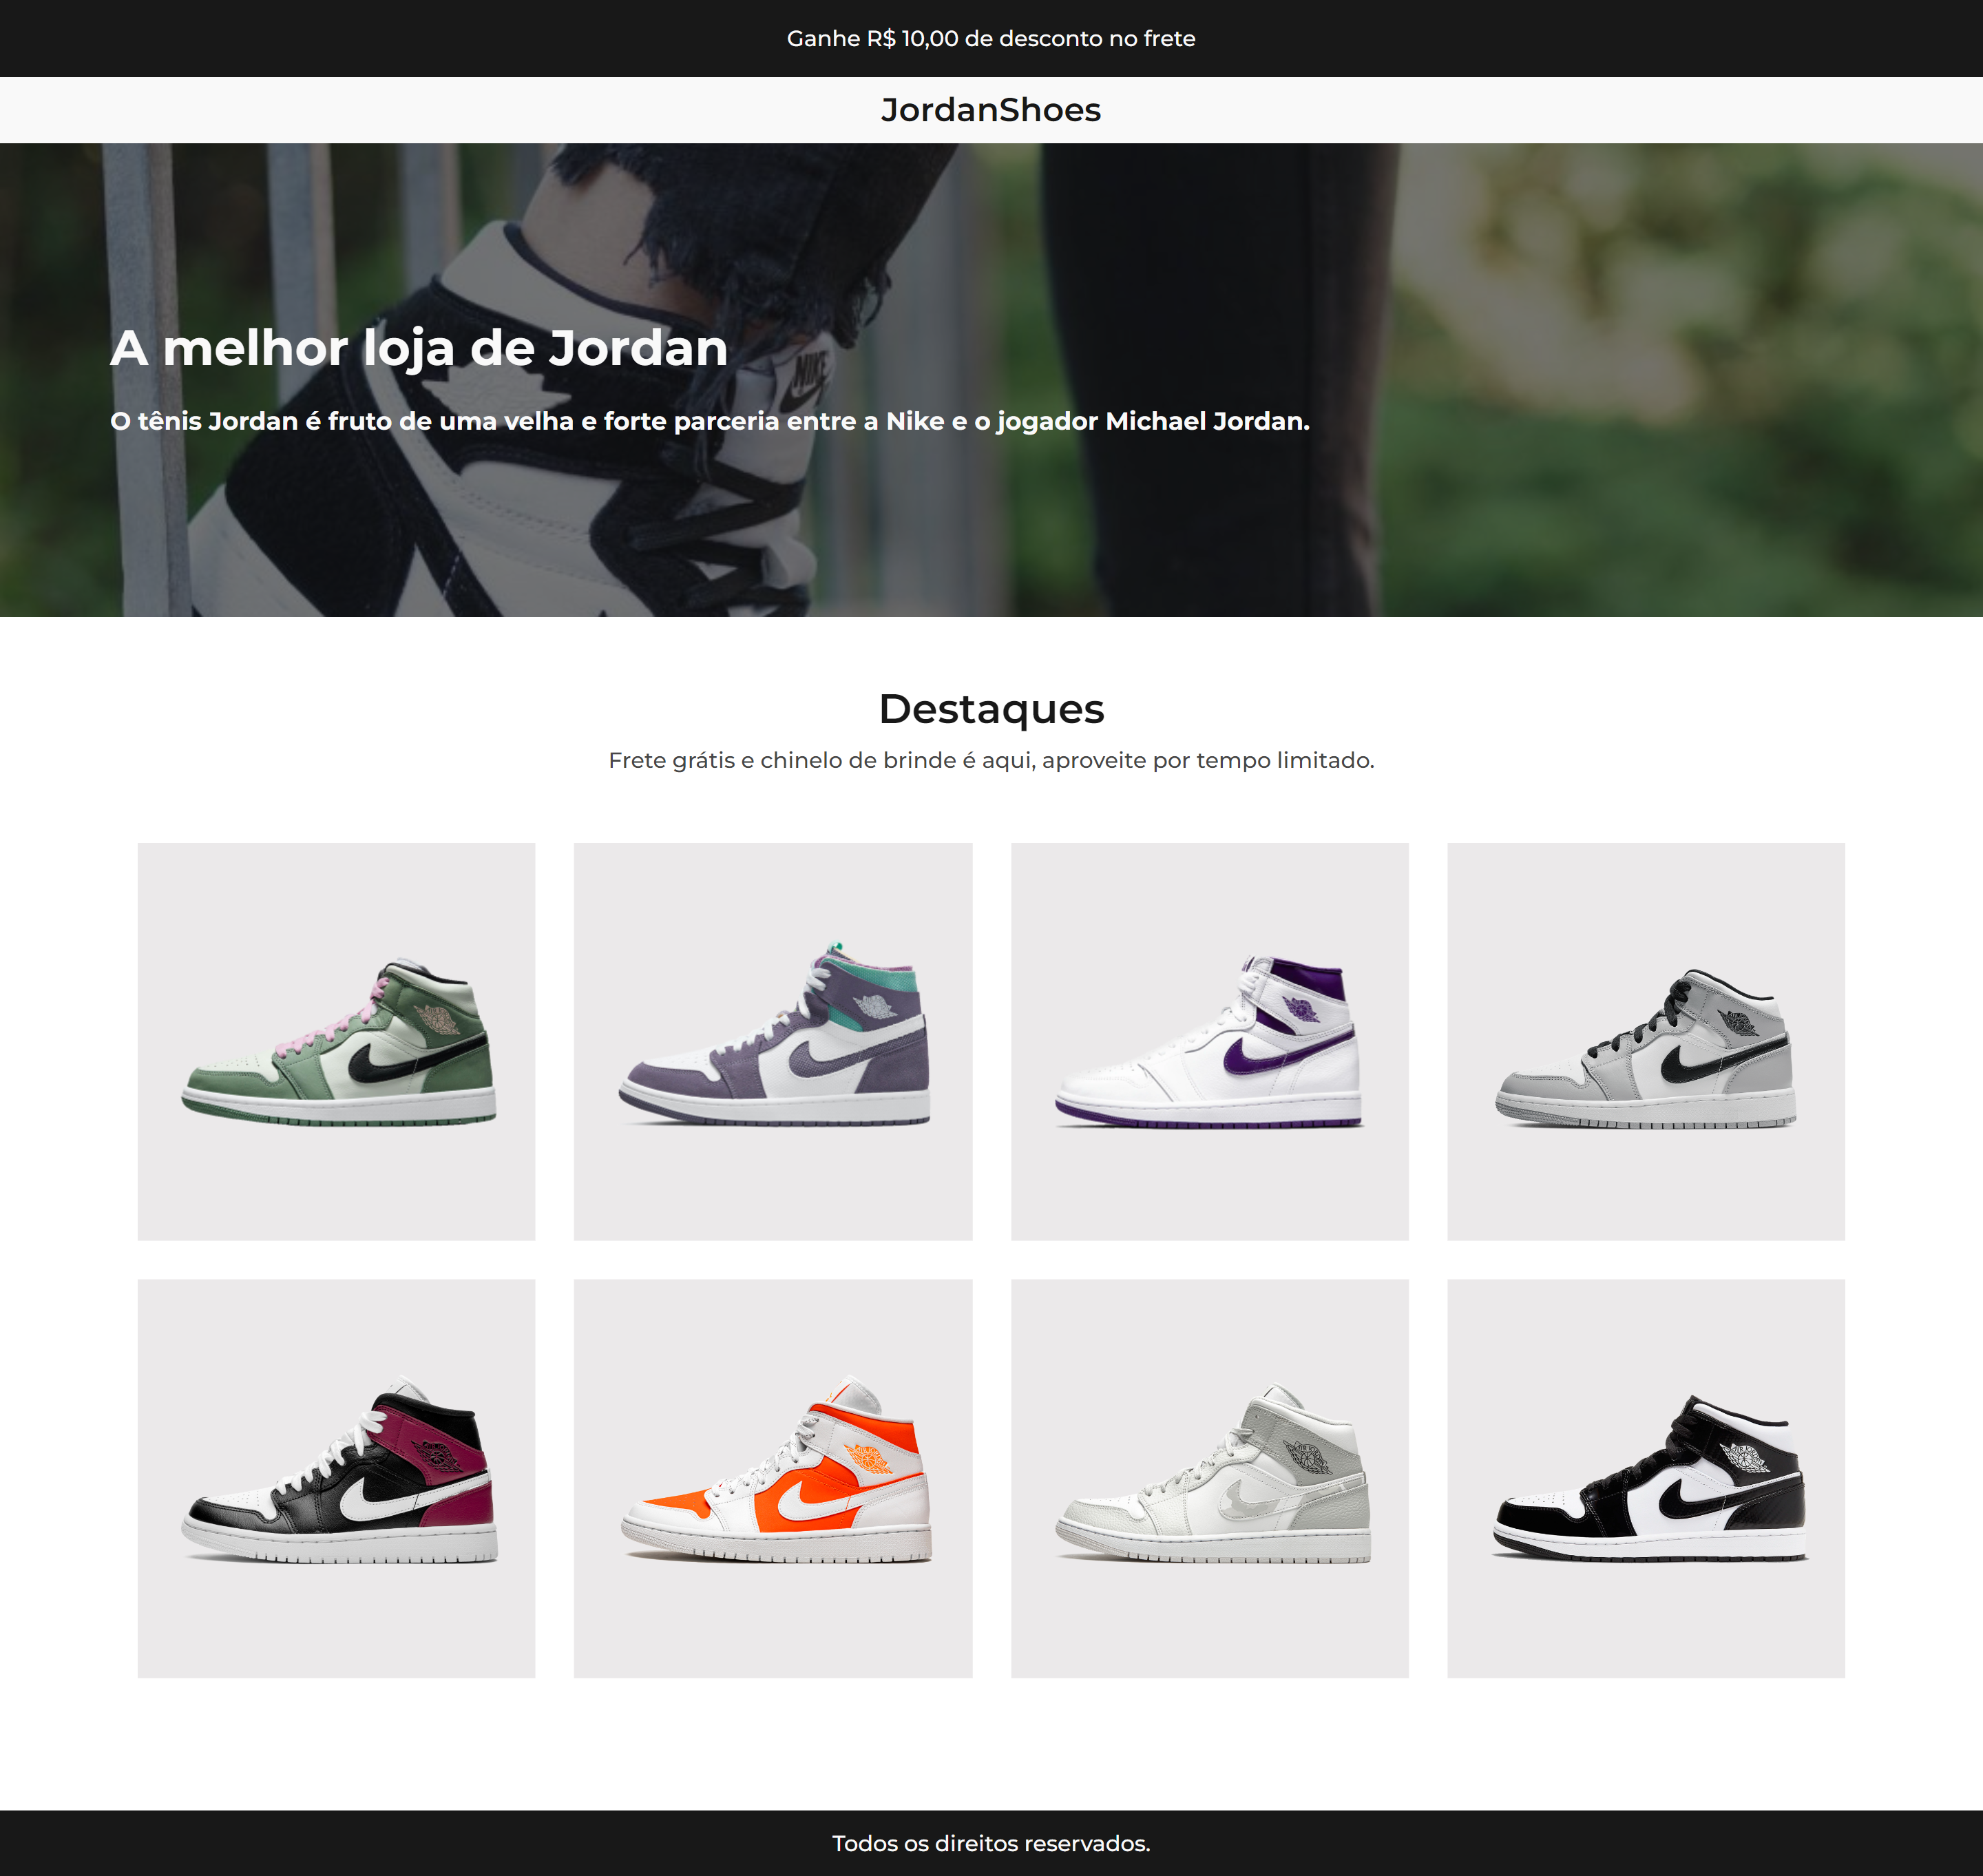 Ganhe R$ 10,00 de desconto no frete
JordanShoes
A melhor loja de Jordan
NIKE
O tênis Jordan é fruto de uma velha e forte parceria entre a Nike e o jogador Michael Jordan.
Destaques
Frete grátis e chinelo de brinde é aqui, aproveite por tempo limitado.
Todos os direitos reservados.